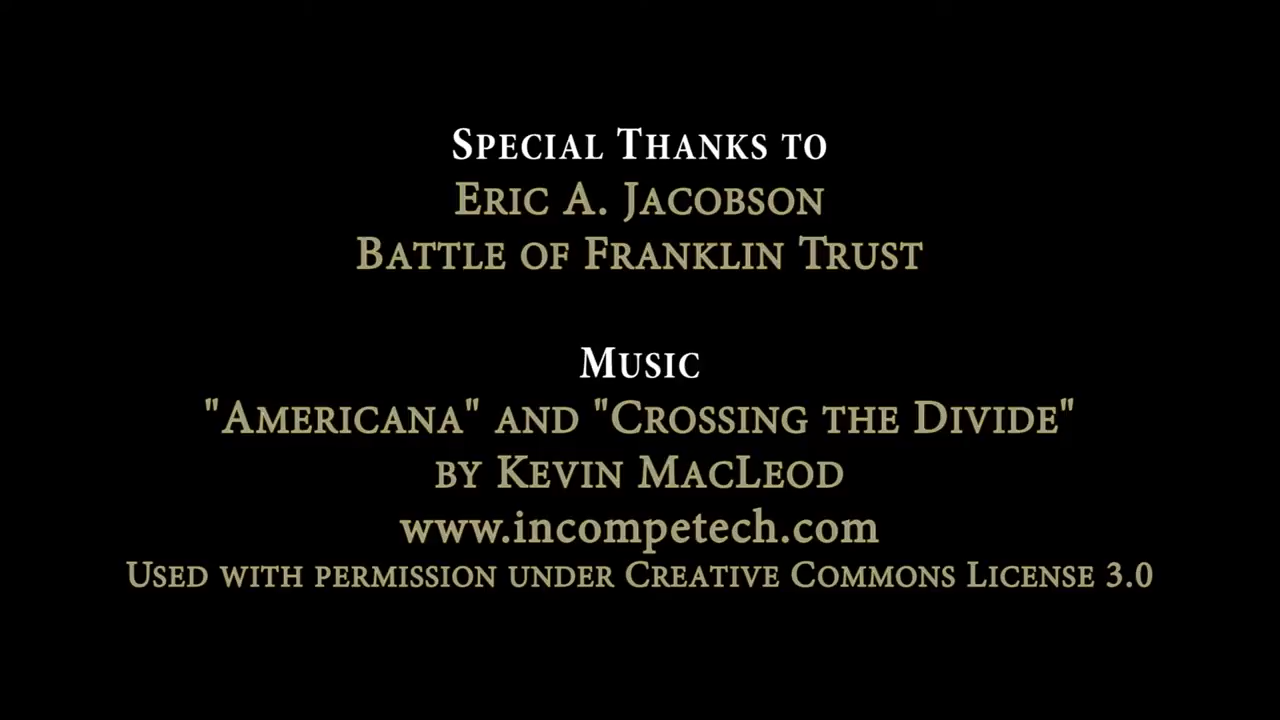 Special Thanks to
Eric A. Jacobson
Battle of Franklin Trust
Music
"Americana" and "Crossing the Divide"
by Kevin MacLeod
www.incompetech.com
Used with permission under Creative Commons License 3.0